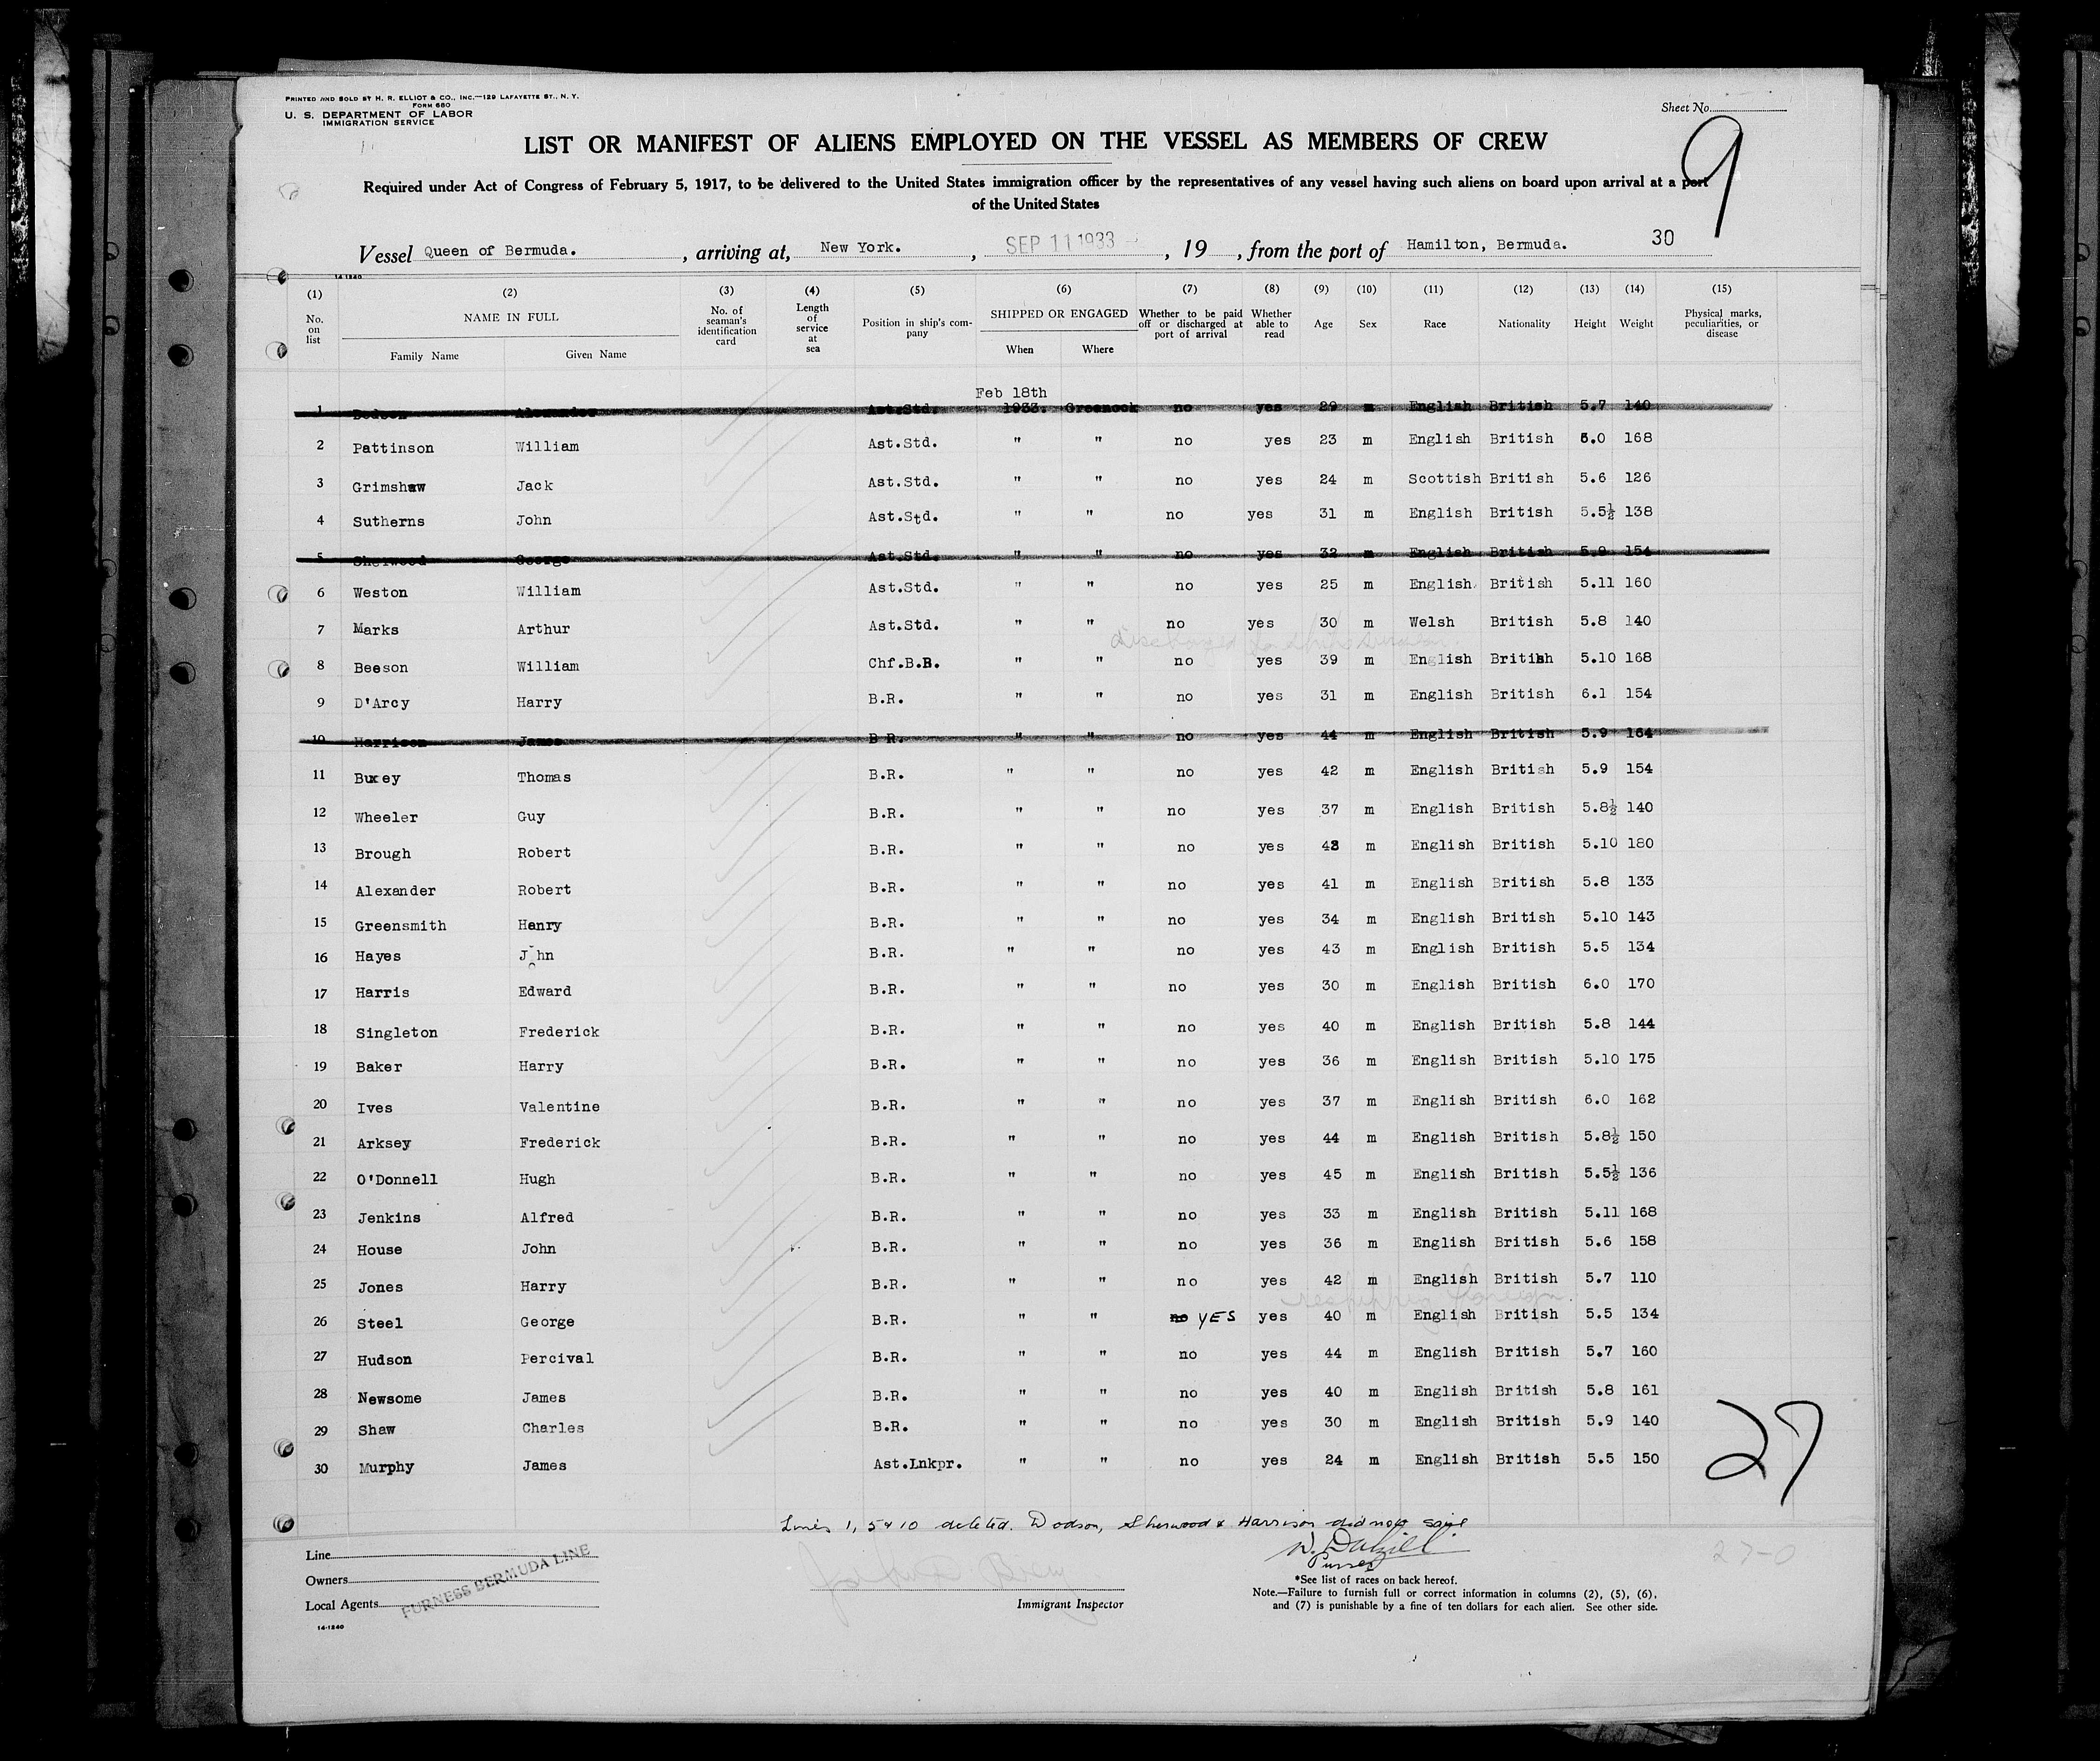 PRINTED AND SOLD BY H. R. ELLIOT & CO., INC.—129 LAFAYETTE ST., N. Y.
FORM 680
U. S. DEPARTMENT OF LABOR
IMMIGRATION SERVICE
Sheet No.
9
LIST OR MANIFEST OF ALIENS EMPLOYED ON THE VESSEL AS MEMBERS OF CREW
Required under Act of Congress of February 5, 1917, to be delivered to the United States immigration officer by the representatives of any vessel having such aliens on board upon arrival at a port
of the United States
Vessel Queen of Bermuda. , arriving at, New York. , SEP 11 1933 , 19 , from the port of Hamilton, Bermuda. 30
14-1240
(1) No. on list (2) NAME IN FULL Family Name Given Name (3) No. of seaman's identification card (4) Length of service at sea (5) Position in ship's company (6) SHIPPED OR ENGAGED When Where (7) Whether to be paid off or discharged at port of arrival (8) Whether able to read (9) Age (10) Sex (11) Race (12) Nationality (13) Height (14) Weight (15) Physical marks, peculiarities, or disease
Feb 18th
1 Dodson Alexander Ast.Std. 1933. Greenock no yes 29 m English British 5.7 140
2 Pattinson William Ast.Std. " " no yes 23 m English British 5.0 168
3 Grimshaw Jack Ast.Std. " " no yes 24 m Scottish British 5.6 126
4 Sutherns John Ast.Std. " " no yes 31 m English British 5.5½ 138
5 Sherwood George Ast.Std. " " no yes 32 m English British 5.9 154
6 Weston William Ast.Std. " " no yes 25 m English British 5.11 160
7 Marks Arthur Ast.Std. " " no yes 30 m Welsh British 5.8 140
8 Beeson William Chf.B.R. " " no yes 39 m English British 5.10 168
9 D'Arcy Harry B.R. " " no yes 31 m English British 6.1 154
10 Harrison James B R. " " no yes 44 m English British 5.9 164
11 Buxey Thomas B.R. " " no yes 42 m English British 5.9 154
12 Wheeler Guy B.R. " " no yes 37 m English British 5.8½ 140
13 Brough Robert B.R. " " no yes 43 m English British 5.10 180
14 Alexander Robert B.R. " " no yes 41 m English British 5.8 133
15 Greensmith Henry B.R. " " no yes 34 m English British 5.10 143
16 Hayes John B.R. " " no yes 43 m English British 5.5 134
17 Harris Edward B.R. " " no yes 30 m English British 6.0 170
18 Singleton Frederick B.R. " " no yes 40 m English British 5.8 144
19 Baker Harry B.R. " " no yes 36 m English British 5.10 175
20 Ives Valentine B.R. " " no yes 37 m English British 6.0 162
21 Arksey Frederick B.R. " " no yes 44 m English British 5.8½ 150
22 O'Donnell Hugh B.R. " " no yes 45 m English British 5.5½ 136
23 Jenkins Alfred B.R. " " no yes 33 m English British 5.11 168
24 House John B.R. " " no yes 36 m English British 5.6 158
25 Jones Harry B.R. " " no yes 42 m English British 5.7 110
26 Steel George B.R. " " no YES yes 40 m English British 5.5 134
27 Hudson Percival B.R. " " no yes 44 m English British 5.7 160
28 Newsome James B.R. " " no yes 40 m English British 5.8 161
29 Shaw Charles B.R. " " no yes 30 m English British 5.9 140
30 Murphy James Ast.Lnkpr. " " no yes 24 m English British 5.5 150
27
Lines 1, 5 & 10 deleted. Dodson, Sherwood & Harrison did not sail
W. Dalziel
Purser
27-0
Line
Owners
Local Agents
FURNESS BERMUDA LINE
14-1240
Immigrant Inspector
*See list of races on back hereof.
Note.—Failure to furnish full or correct information in columns (2), (5), (6),
and (7) is punishable by a fine of ten dollars for each alien. See other side.